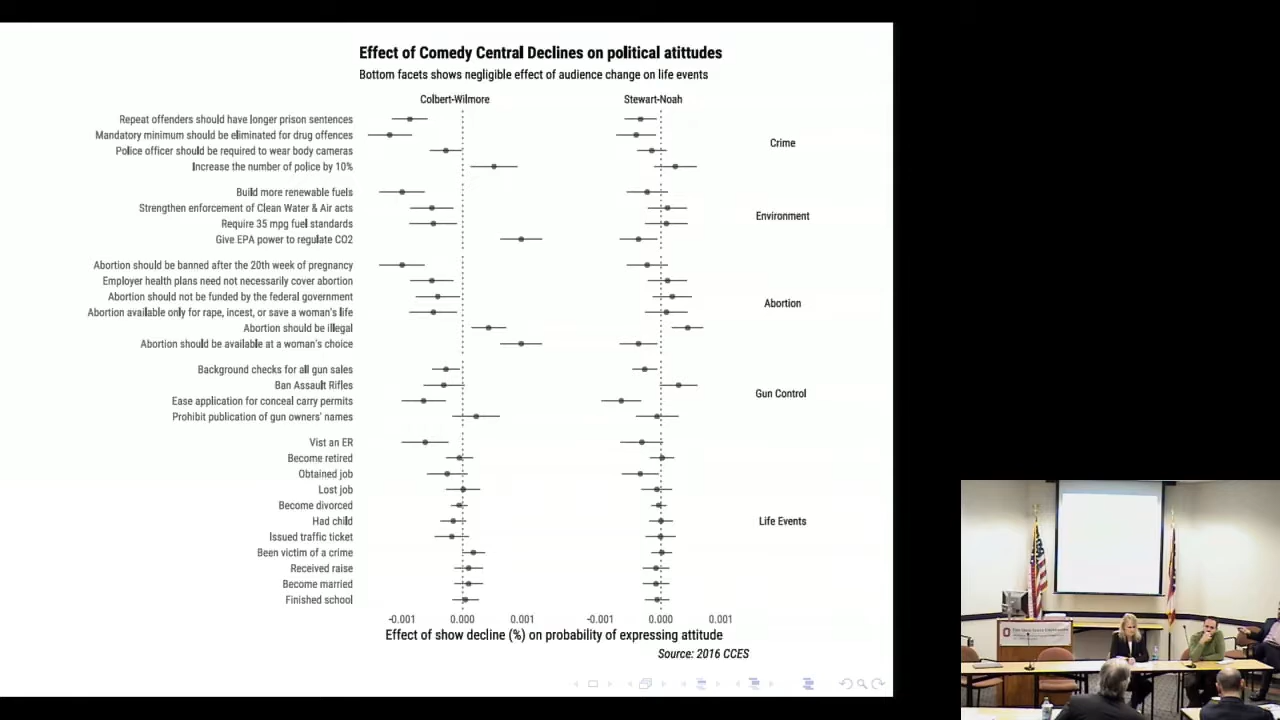 Effect of Comedy Central Declines on political atittudes
Bottom facets shows negligible effect of audience change on life events
Colbert-Wilmore
Stewart-Noah
Repeat offenders should have longer prison sentences
Mandatory minimum should be eliminated for drug offences
Police officer should be required to wear body cameras
Increase the number of police by 10%
Crime
Build more renewable fuels
Strengthen enforcement of Clean Water & Air acts
Require 35 mpg fuel standards
Give EPA power to regulate CO2
Environment
Abortion should be banned after the 20th week of pregnancy
Employer health plans need not necessarily cover abortion
Abortion should not be funded by the federal government
Abortion available only for rape, incest, or save a woman's life
Abortion should be illegal
Abortion should be available at a woman's choice
Abortion
Background checks for all gun sales
Ban Assault Rifles
Ease application for conceal carry permits
Prohibit publication of gun owners' names
Gun Control
Vist an ER
Become retired
Obtained job
Lost job
Become divorced
Had child
Issued traffic ticket
Been victim of a crime
Received raise
Become married
Finished school
Life Events
-0.001 0.000 0.001
-0.001 0.000 0.001
Effect of show decline (%) on probability of expressing attitude
Source: 2016 CCES
The Ohio State University